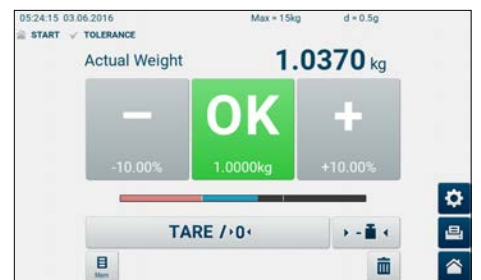 05:24:15 03.06.2016 Max = 15kg d = 0.5g
START TOLERANCE
Actual Weight 1.0370 kg
− OK +
-10.00% 1.0000kg +10.00%
TARE / →0←
Mem